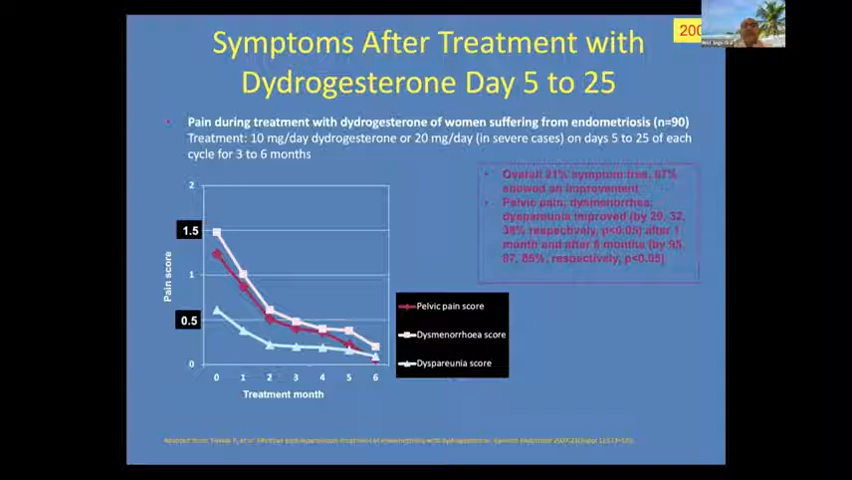 200
Symptoms After Treatment with
Dydrogesterone Day 5 to 25
• Pain during treatment with dydrogesterone of women suffering from endometriosis (n=90)
Treatment: 10 mg/day dydrogesterone or 20 mg/day (in severe cases) on days 5 to 25 of each
cycle for 3 to 6 months
• Overall 21% symptom free, 67%
showed an improvement
• Pelvic pain, dysmenorrhea,
dyspareunia improved (by 29, 32,
38% respectively, p<0.05) after 1
month and after 6 months (by 95,
87, 85%, respectively, p<0.05)
2
1.5
1
0.5
0
Pain score
0 1 2 3 4 5 6
Treatment month
Pelvic pain score
Dysmenorrhoea score
Dyspareunia score